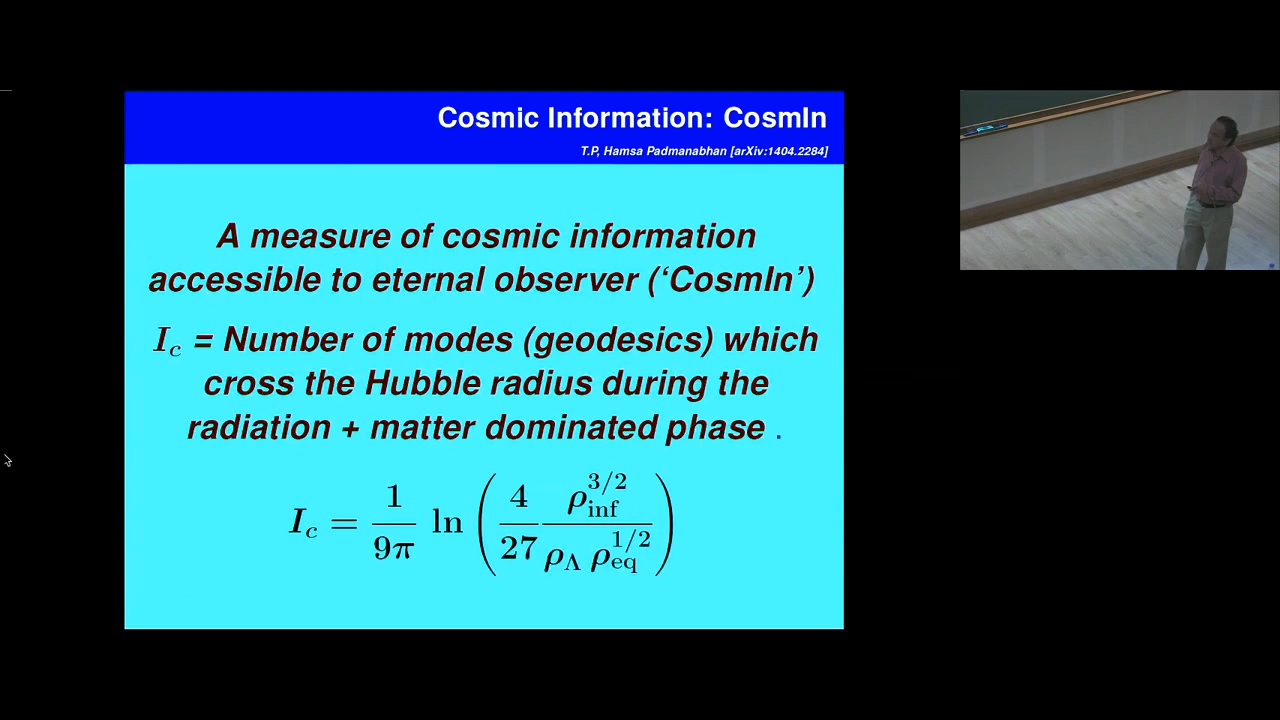 Cosmic Information: CosmIn
T.P, Hamsa Padmanabhan [arXiv:1404.2284]
A measure of cosmic information
accessible to eternal observer (‘CosmIn’)
I_c = Number of modes (geodesics) which
cross the Hubble radius during the
radiation + matter dominated phase .
I_c = \frac{1}{9\pi} \ln \left( \frac{4}{27} \frac{\rho_{\text{inf}}^{3/2}}{\rho_\Lambda \, \rho_{\text{eq}}^{1/2}} \right)